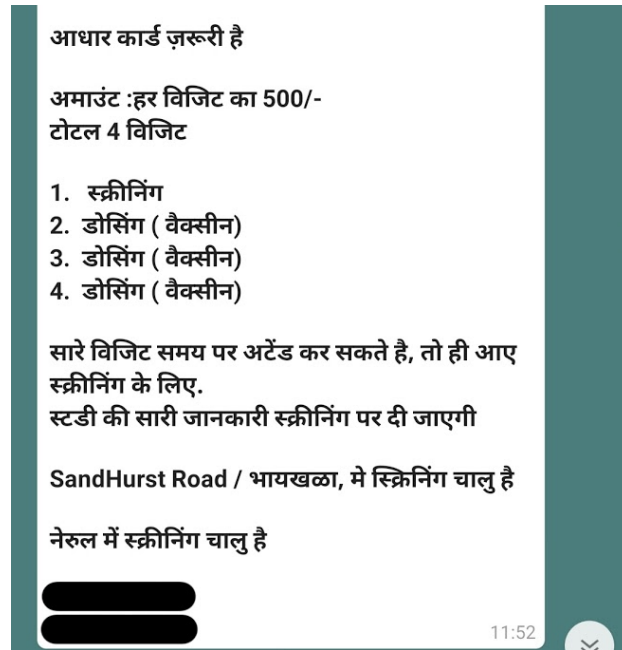 आधार कार्ड ज़रूरी है
अमाउंट :हर विजिट का 500/-
टोटल 4 विजिट
1. स्क्रीनिंग
2. डोसिंग ( वैक्सीन)
3. डोसिंग ( वैक्सीन)
4. डोसिंग ( वैक्सीन)
सारे विजिट समय पर अटेंड कर सकते है, तो ही आए
स्क्रीनिंग के लिए.
स्टडी की सारी जानकारी स्क्रीनिंग पर दी जाएगी
SandHurst Road / भायखळा, मे स्क्रिनिंग चालु है
नेरुल में स्क्रीनिंग चालु है
11:52